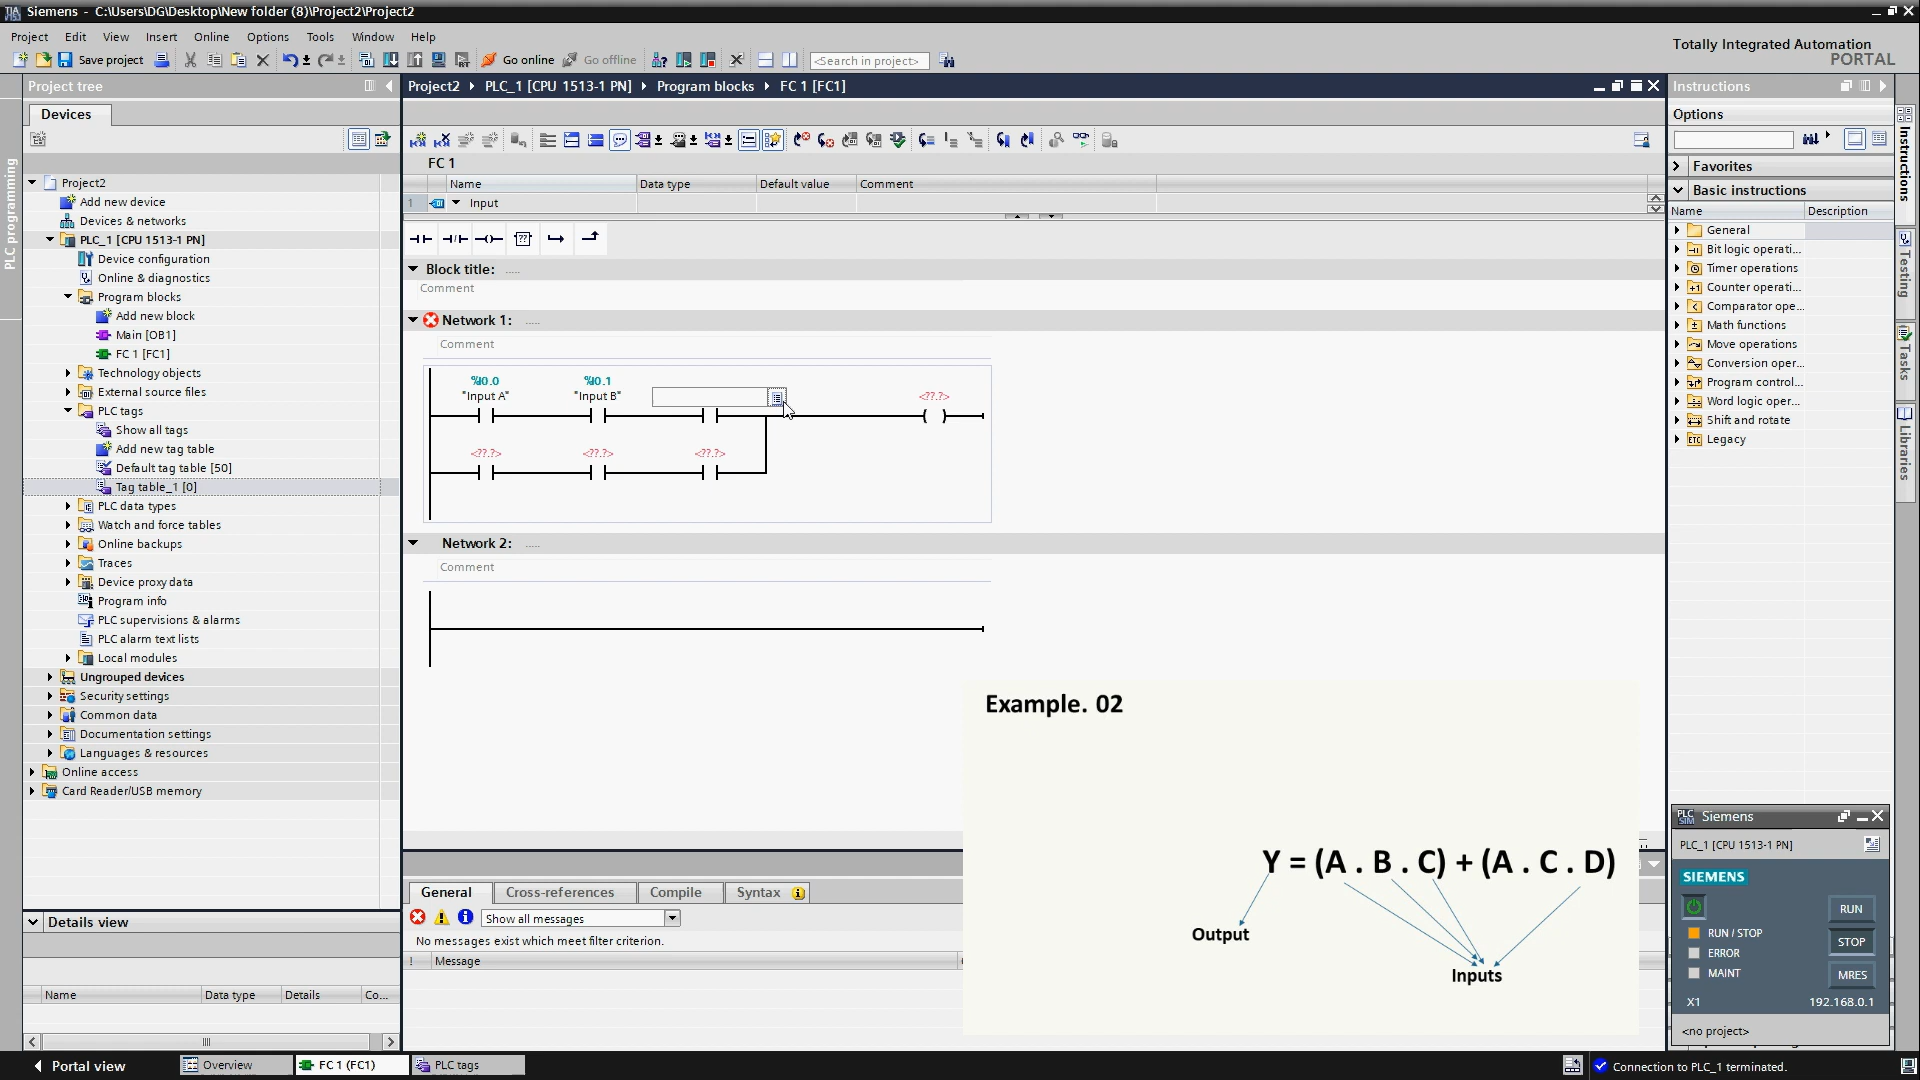 Siemens - C:\Users\DG\Desktop\New folder (8)\Project2\Project2
Project Edit View Insert Online Options Tools Window Help
Save project
Go online
Go offline
<Search in project>
Totally Integrated Automation
PORTAL
Project tree
Devices
PLC programming
Project2
Add new device
Devices & networks
PLC_1 [CPU 1513-1 PN]
Device configuration
Online & diagnostics
Program blocks
Add new block
Main [OB1]
FC 1 [FC1]
Technology objects
External source files
PLC tags
Show all tags
Add new tag table
Default tag table [50]
Tag table_1 [0]
PLC data types
Watch and force tables
Online backups
Traces
Device proxy data
Program info
PLC supervisions & alarms
PLC alarm text lists
Local modules
Ungrouped devices
Security settings
Common data
Documentation settings
Languages & resources
Online access
Card Reader/USB memory
Details view
Name Data type Details Co...
Project2 PLC_1 [CPU 1513-1 PN] Program blocks FC 1 [FC1]
FC 1
Name Data type Default value Comment
1 Input
Block title: .....
Comment
Network 1: .....
Comment
%I0.0 %I0.1
"Input A" "Input B" <??.?>
<??.?> <??.?> <??.?>
Network 2: .....
Comment
Example. 02
Y = (A . B . C) + (A . C . D)
Output
Inputs
General Cross-references Compile Syntax
Show all messages
No messages exist which meet filter criterion.
! Message
Instructions
Options
Favorites
Basic instructions
Name Description
General
Bit logic operati...
Timer operations
Counter operati...
Comparator ope...
Math functions
Move operations
Conversion oper...
Program control...
Word logic oper...
Shift and rotate
Legacy
Instructions
Testing
Tasks
Libraries
PLC SIM Siemens
PLC_1 [CPU 1513-1 PN]
SIEMENS
RUN
RUN / STOP
STOP
ERROR
MAINT
MRES
X1 192.168.0.1
<no project>
Portal view
Overview
FC 1 (FC1)
PLC tags
Connection to PLC_1 terminated.